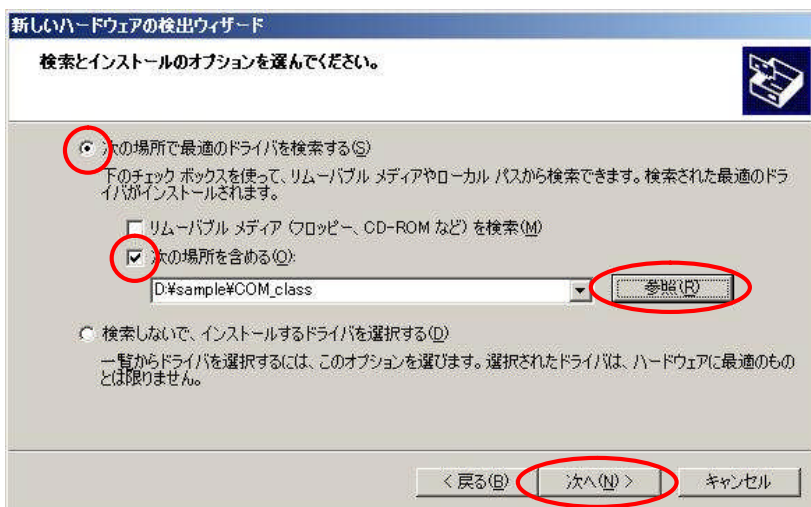 新しいハードウェアの検出ウィザード
検索とインストールのオプションを選んでください。
次の場所で最適のドライバを検索する(S)
下のチェック ボックスを使って、リムーバブル メディアやローカル パスから検索できます。検索された最適のドラ
イバがインストールされます。
リムーバブル メディア (フロッピー、CD-ROM など) を検索(M)
次の場所を含める(O):
D:¥sample¥COM_class
参照(R)
検索しないで、インストールするドライバを選択する(D)
一覧からドライバを選択するには、このオプションを選びます。選択されたドライバは、ハードウェアに最適のもの
とは限りません。
< 戻る(B)
次へ(N) >
キャンセル